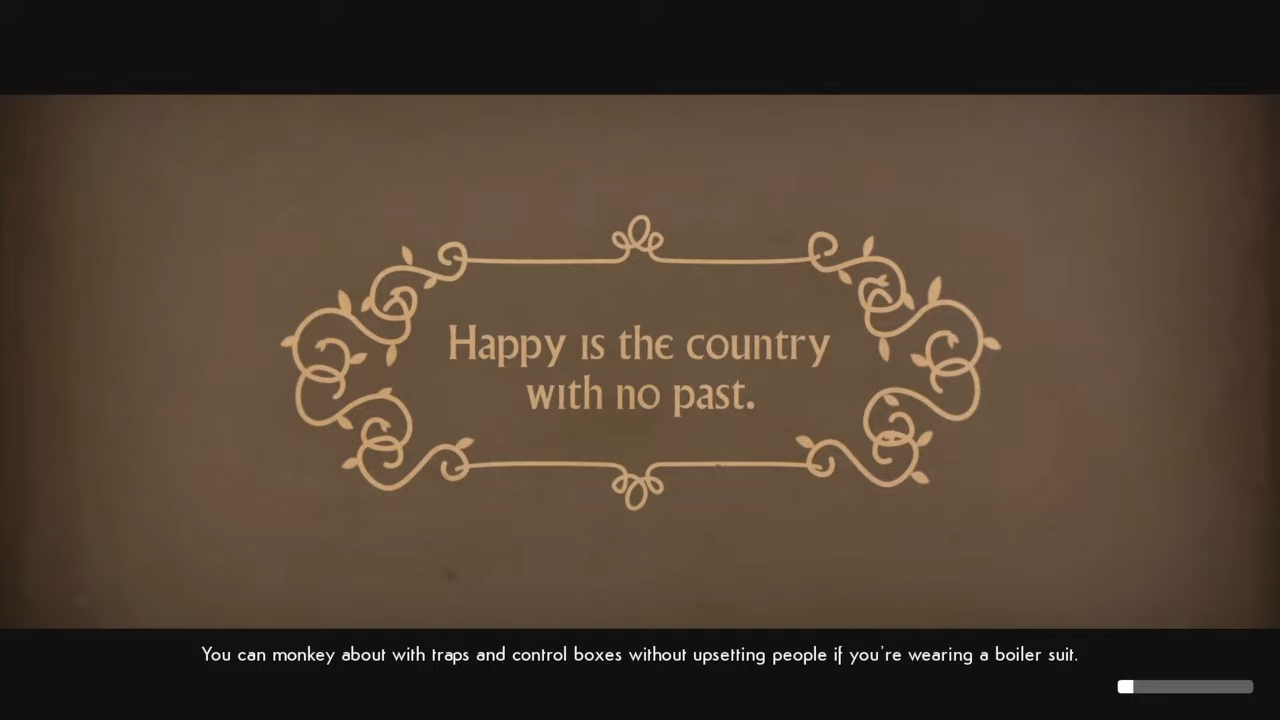 Happy is the country
with no past.
You can monkey about with traps and control boxes without upsetting people if you're wearing a boiler suit.